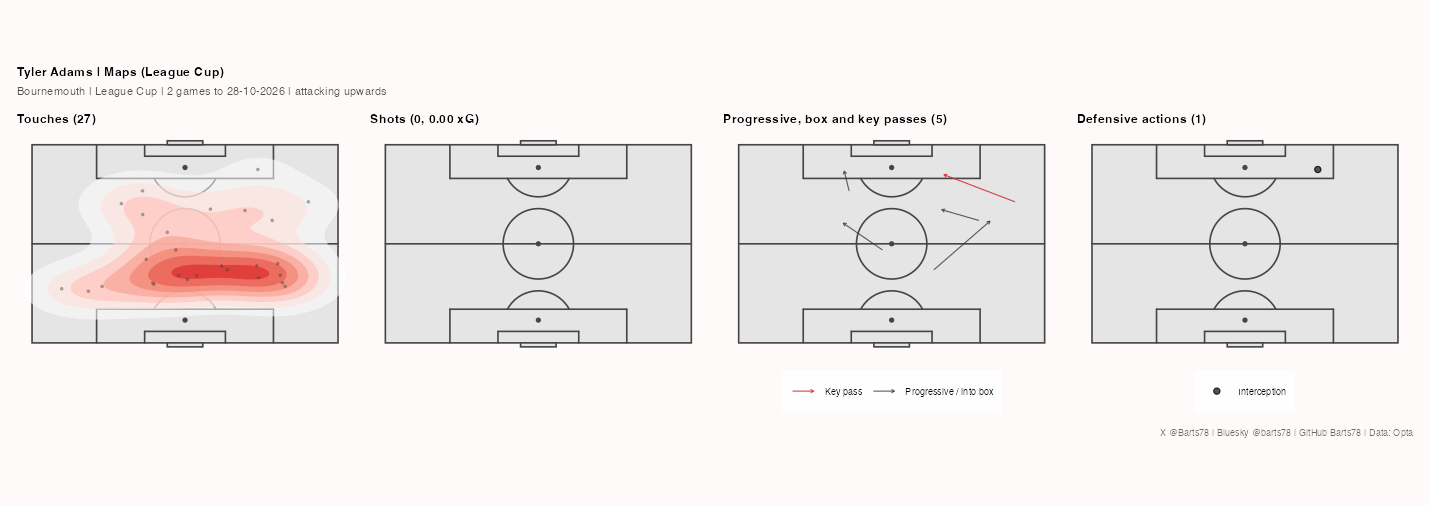 Tyler Adams | Maps (League Cup)
Bournemouth | League Cup | 2 games to 28-10-2026 | attacking upwards
Touches (27)
Shots (0, 0.00 xG)
Progressive, box and key passes (5)
Defensive actions (1)
Key pass
Progressive / into box
Interception
X @Barts78 | Bluesky @barts78 | GitHub Barts78 | Data: Opta